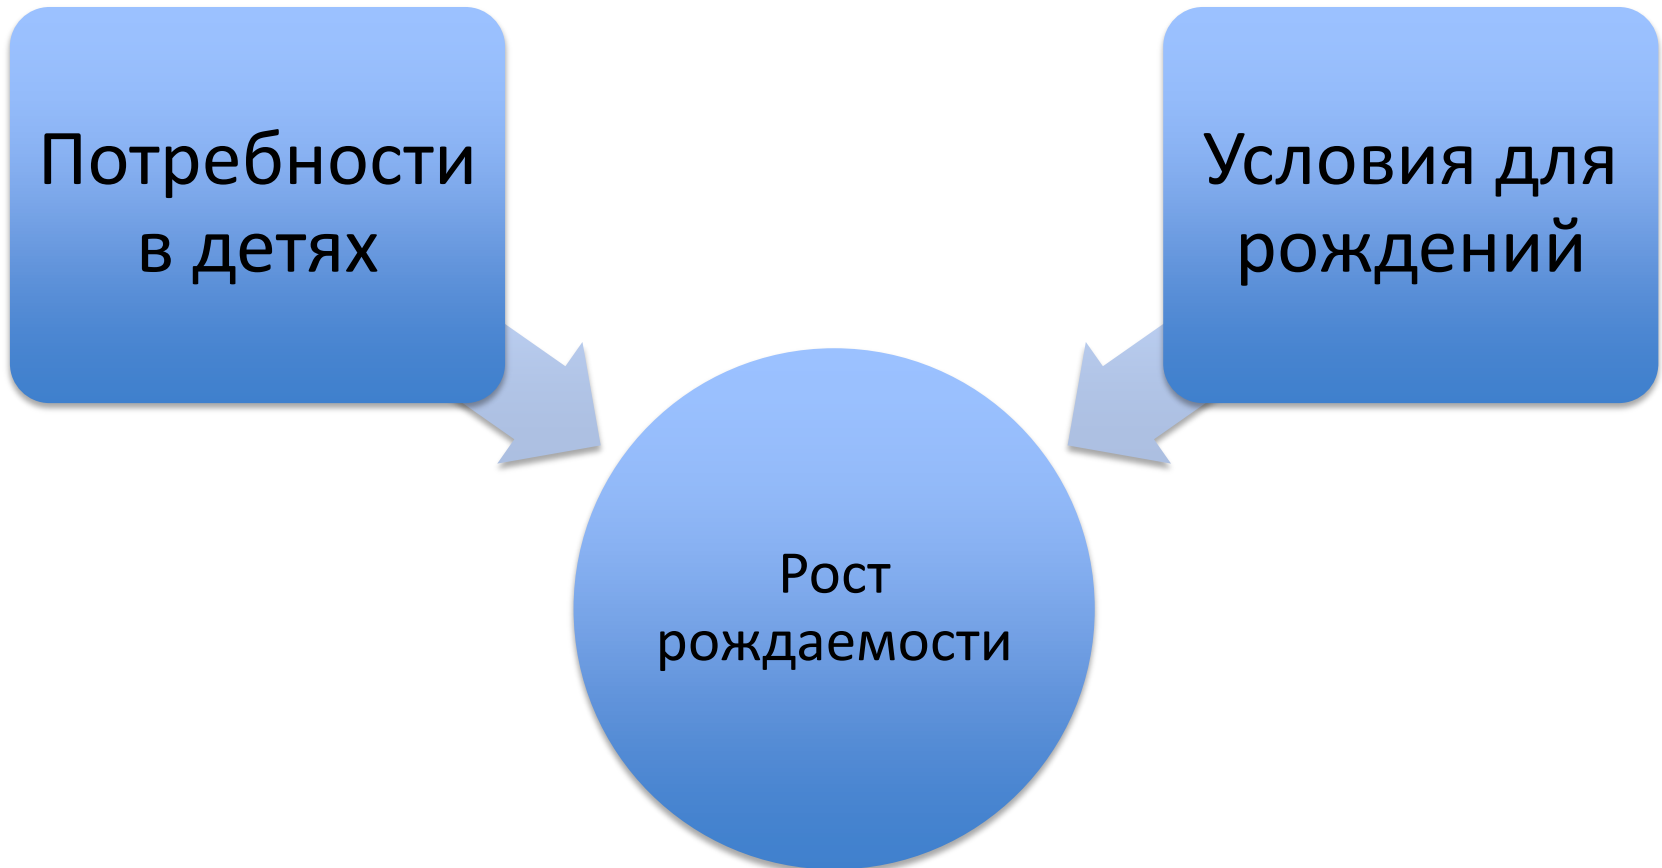 Потребности
в детях
Условия для
рождений
Рост
рождаемости